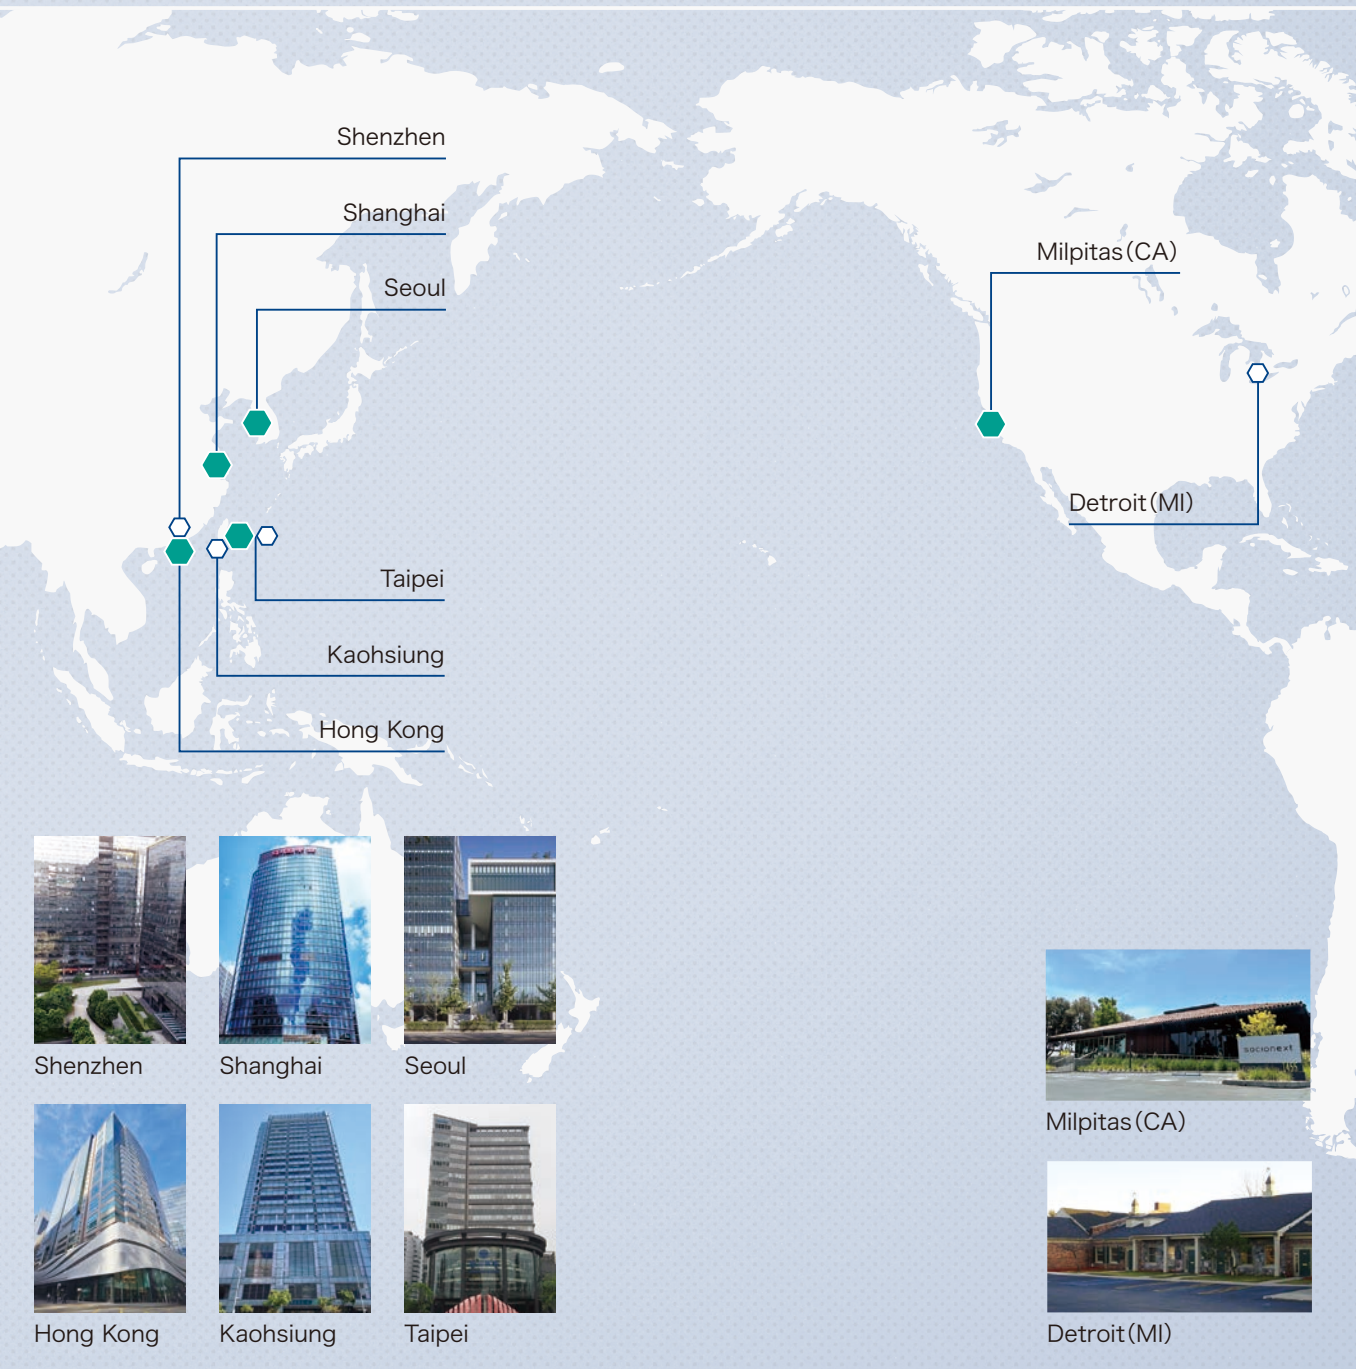 Shenzhen
Shanghai
Seoul
Milpitas(CA)
Detroit(MI)
Taipei
Kaohsiung
Hong Kong
Shenzhen
Shanghai
Seoul
socionext
Milpitas(CA)
Hong Kong
Kaohsiung
Taipei
Detroit(MI)